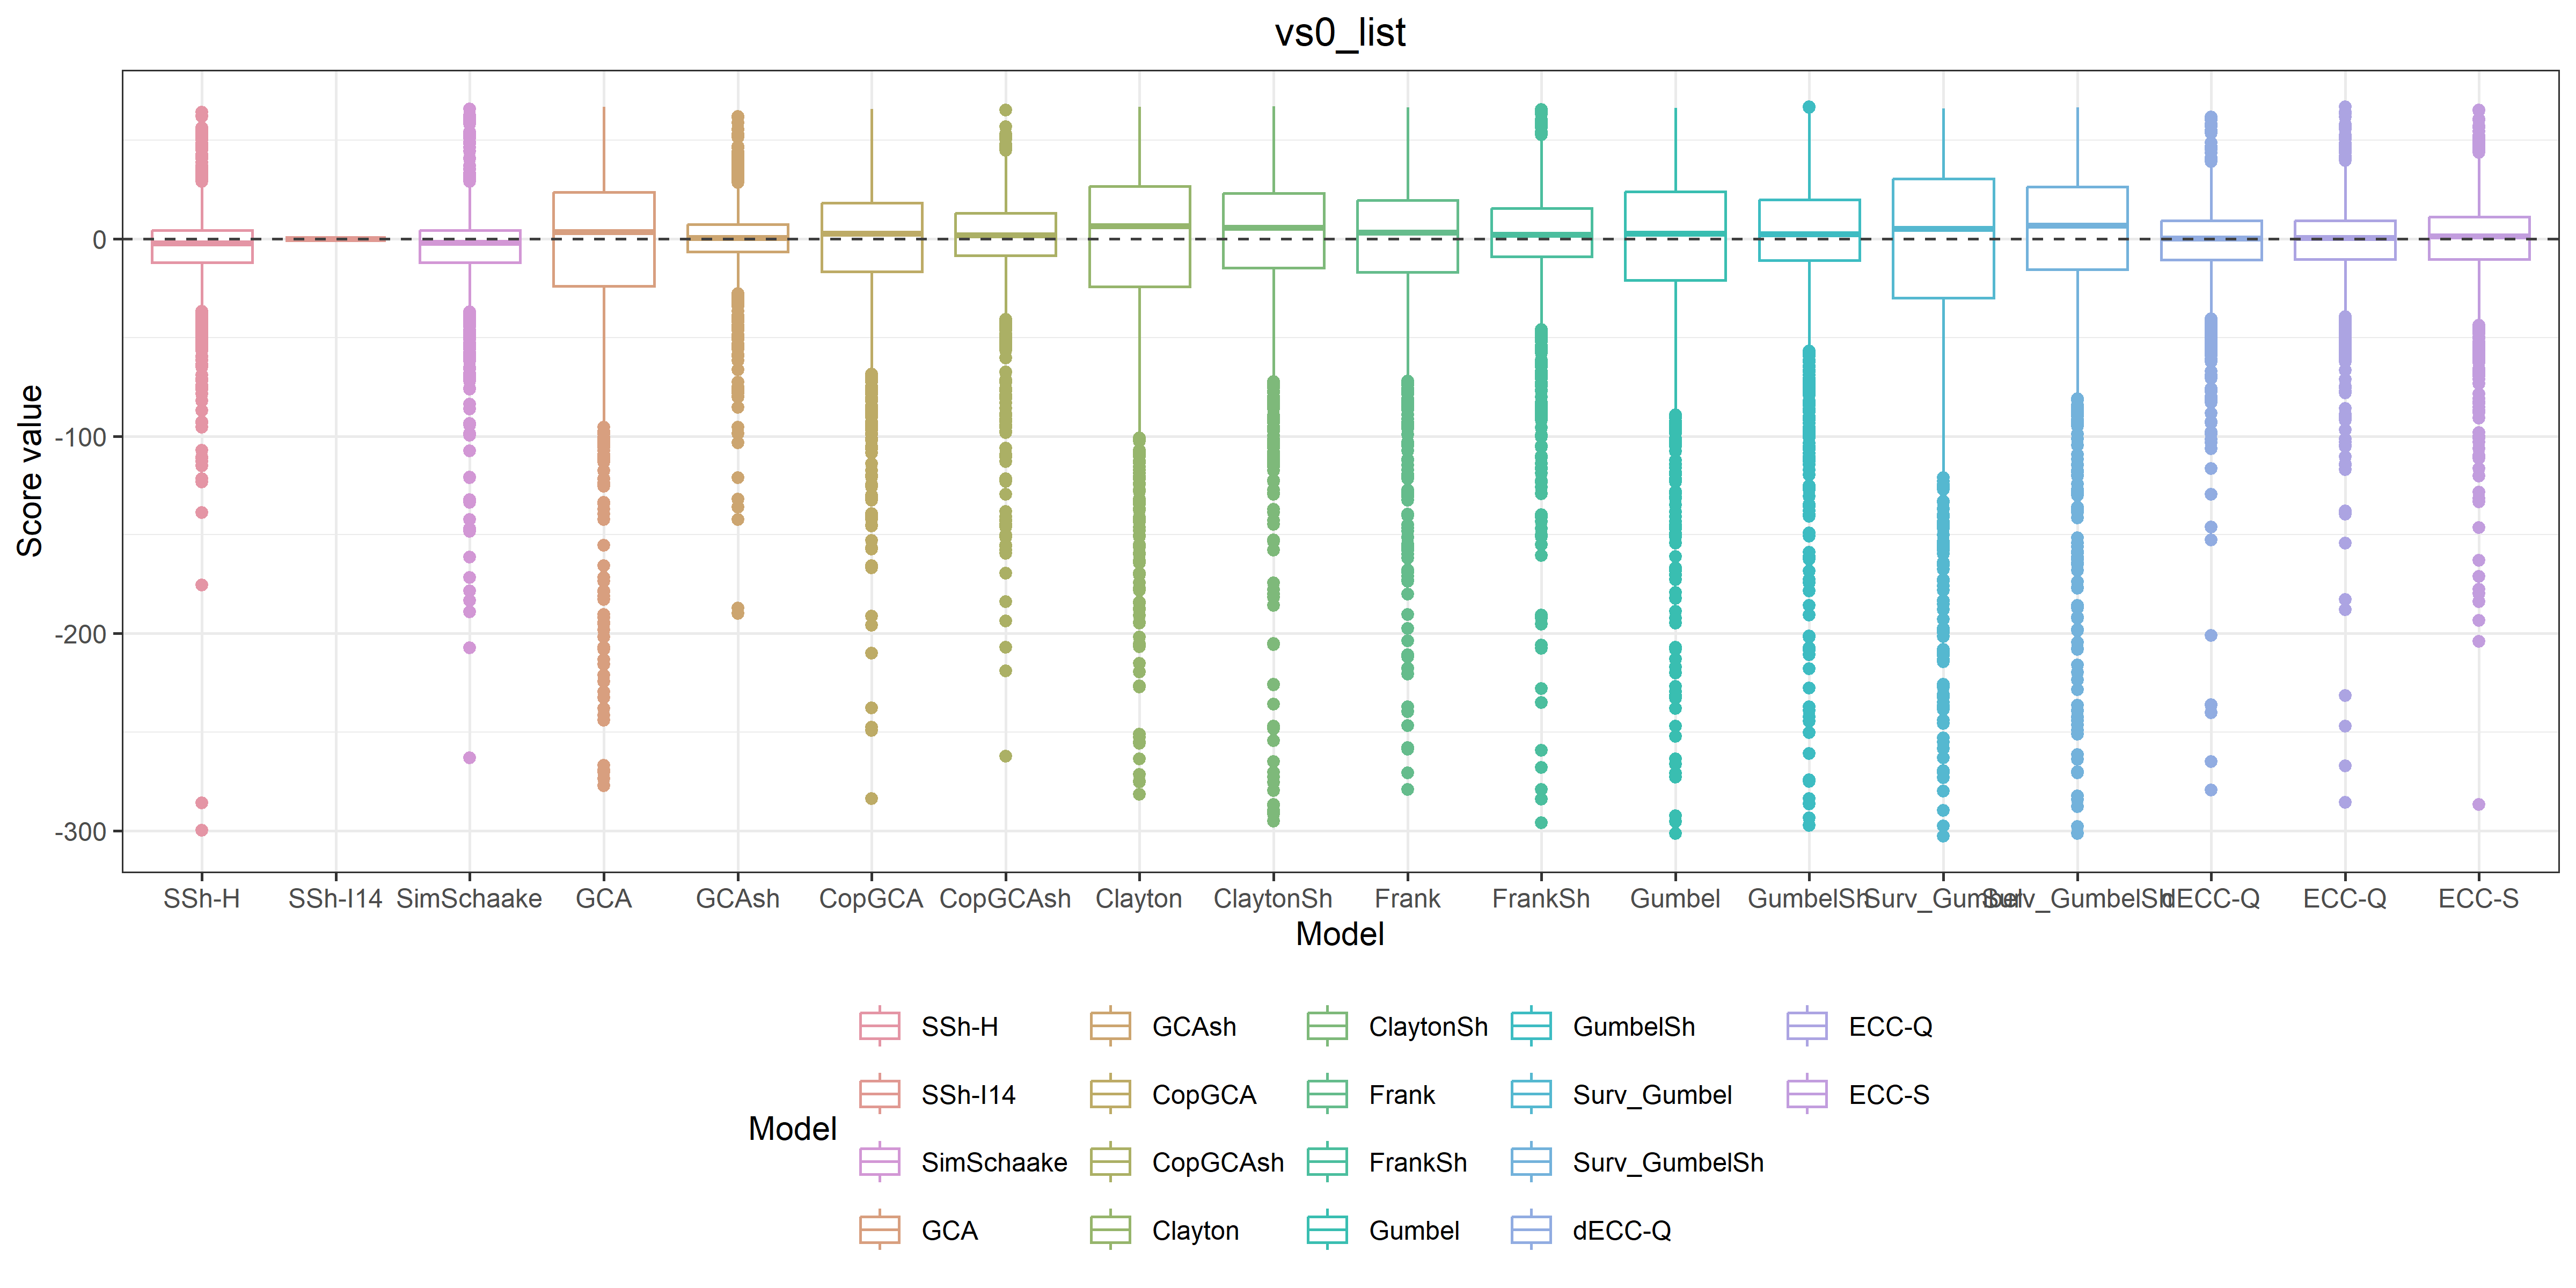 vs0_list
Score value
0
-100
-200
-300
SSh-H SSh-I14 SimSchaake GCA GCAsh CopGCA CopGCAsh Clayton ClaytonSh Frank FrankSh Gumbel GumbelSh Surv_Gumbel Surv_GumbelSh dECC-Q ECC-Q ECC-S
Model
Model
SSh-H GCAsh ClaytonSh GumbelSh ECC-Q
SSh-I14 CopGCA Frank Surv_Gumbel ECC-S
SimSchaake CopGCAsh FrankSh Surv_GumbelSh
GCA Clayton Gumbel dECC-Q